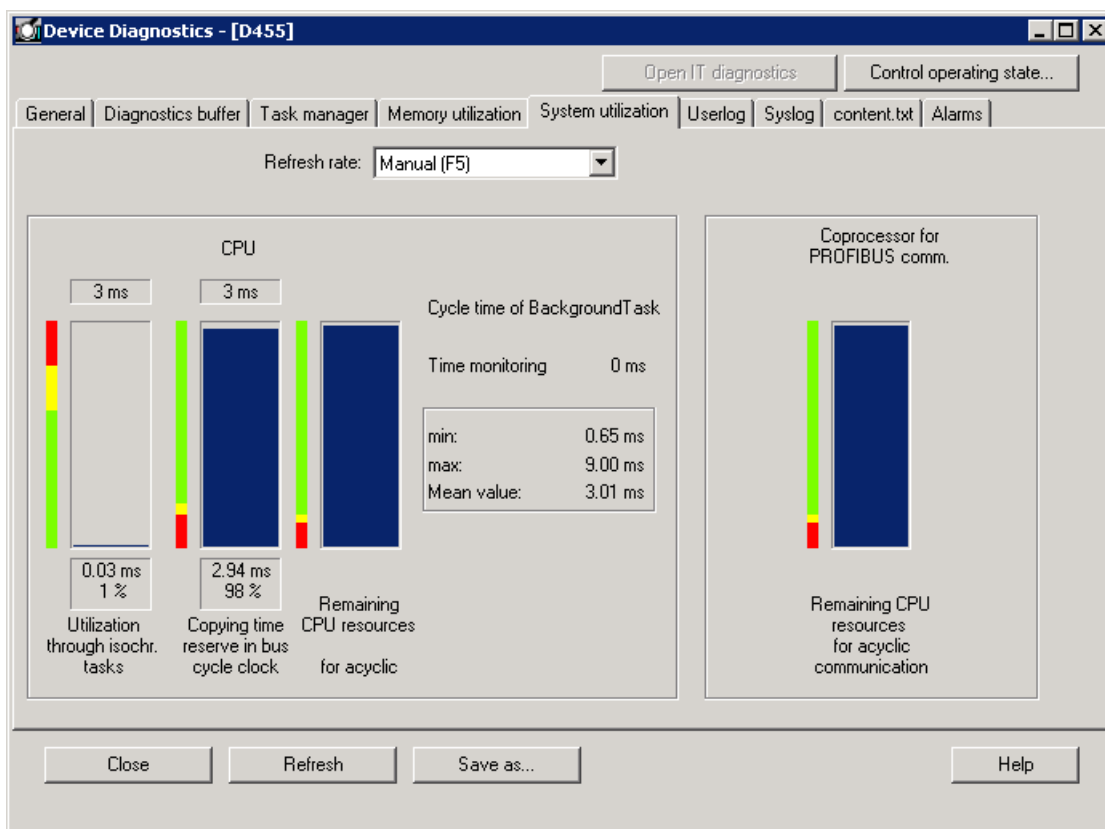 Device Diagnostics - [D455]
Open IT diagnostics
Control operating state...
General
Diagnostics buffer
Task manager
Memory utilization
System utilization
Userlog
Syslog
content.txt
Alarms
Refresh rate:
Manual (F5)
CPU
3 ms
3 ms
0.03 ms
1 %
Utilization
through isochr.
tasks
2.94 ms
98 %
Copying time
reserve in bus
cycle clock
Remaining
CPU resources
for acyclic
Cycle time of BackgroundTask
Time monitoring 0 ms
min: 0.65 ms
max: 9.00 ms
Mean value: 3.01 ms
Coprocessor for
PROFIBUS comm.
Remaining CPU
resources
for acyclic
communication
Close
Refresh
Save as...
Help